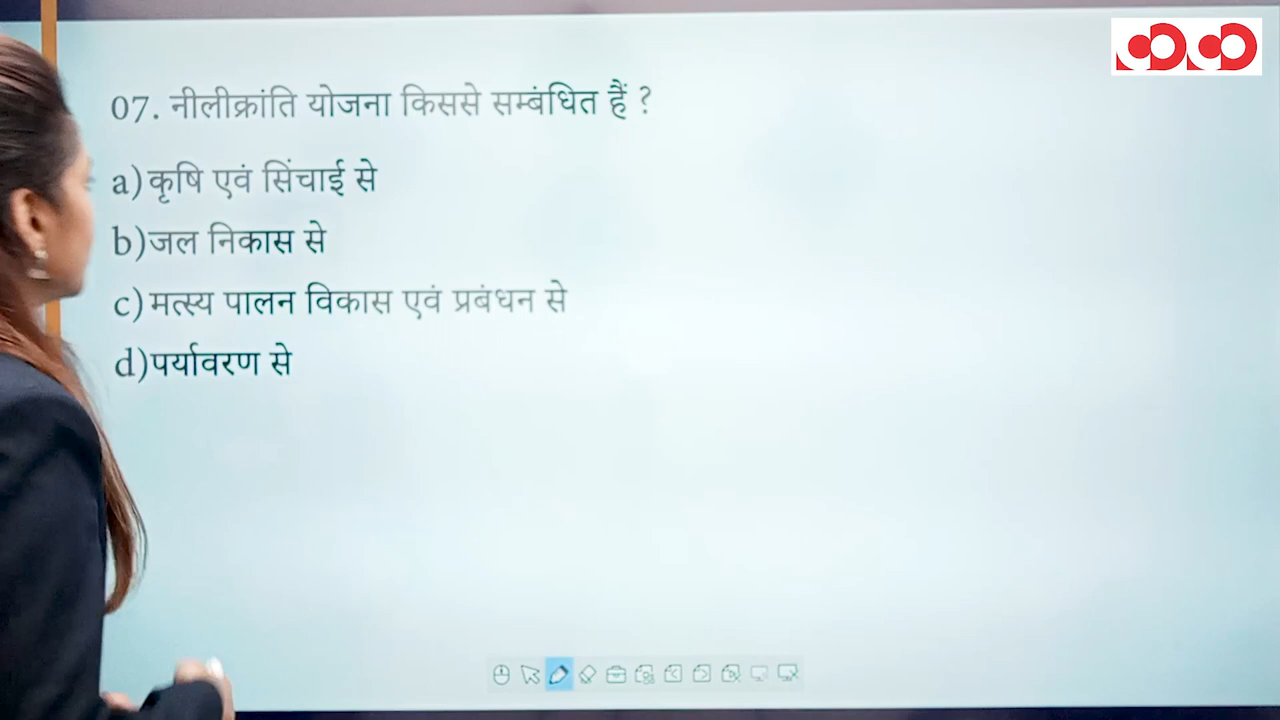 07. नीलीक्रांति योजना किससे सम्बंधित हैं ?
a)कृषि एवं सिंचाई से
b)जल निकास से
c)मत्स्य पालन विकास एवं प्रबंधन से
d)पर्यावरण से